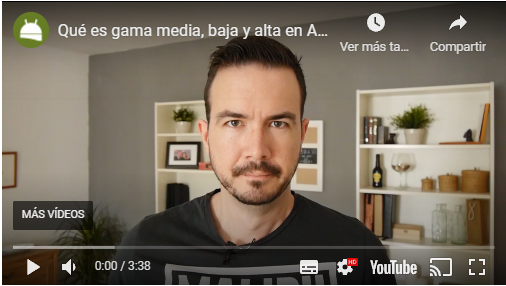 Qué es gama media, baja y alta en A...
Ver más ta...
Compartir
MÁS VÍDEOS
0:00 / 3:38
HD
YouTube